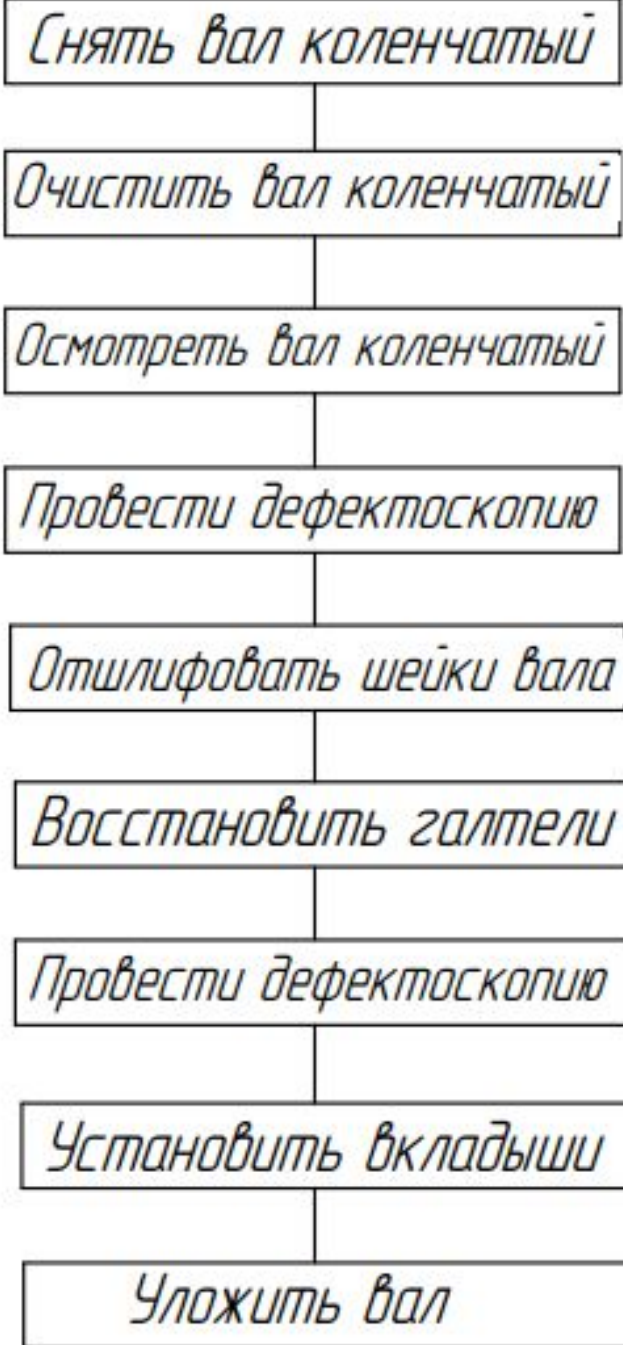 Снять вал коленчатый
Очистить вал коленчатый
Осмотреть вал коленчатый
Провести дефектоскопию
Отшлифовать шейки вала
Восстановить галтели
Провести дефектоскопию
Установить вкладыши
Уложить вал